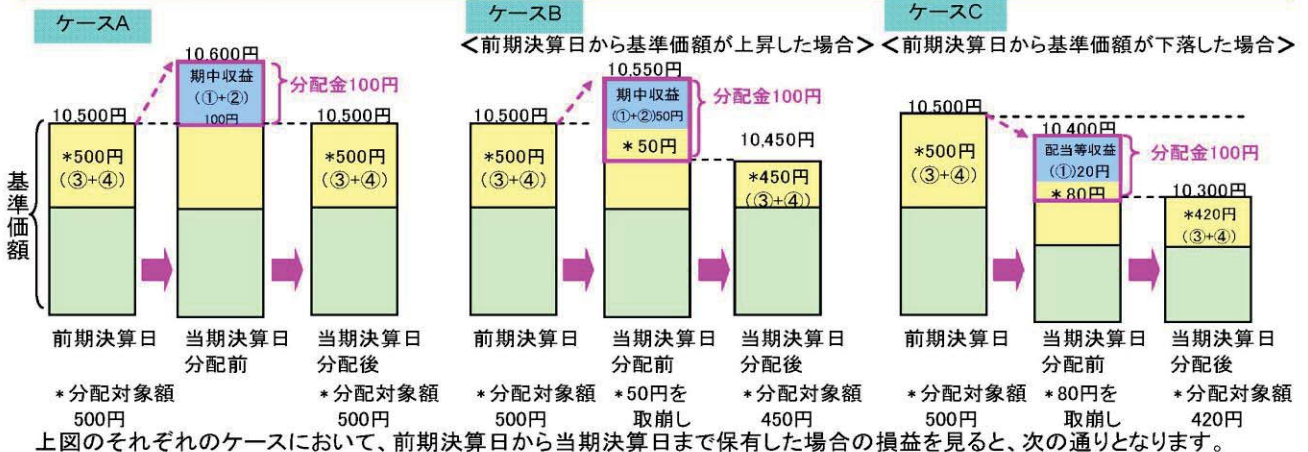 ケースA
10,600円
期中収益
(①+②)
100円
分配金100円
10,500円
*500円
(③+④)
10,500円
*500円
(③+④)
基準価額
前期決算日
当期決算日
分配前
当期決算日
分配後
*分配対象額
500円
*分配対象額
500円
ケースB
<前期決算日から基準価額が上昇した場合>
10,550円
期中収益
(①+②)50円
*50円
分配金100円
10,500円
*500円
(③+④)
10,450円
*450円
(③+④)
前期決算日
当期決算日
分配前
当期決算日
分配後
*分配対象額
500円
*50円を
取崩し
*分配対象額
450円
ケースC
<前期決算日から基準価額が下落した場合>
10,500円
*500円
(③+④)
10,400円
配当等収益
(①)20円
*80円
分配金100円
10,300円
*420円
(③+④)
前期決算日
当期決算日
分配前
当期決算日
分配後
*分配対象額
500円
*80円を
取崩し
*分配対象額
420円
上図のそれぞれのケースにおいて、前期決算日から当期決算日まで保有した場合の損益を見ると、次の通りとなります。